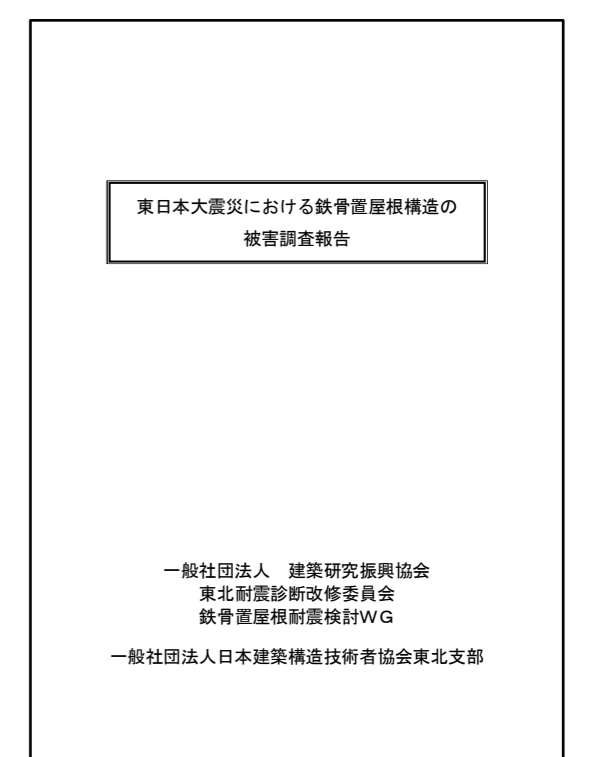 東日本大震災における鉄骨置屋根構造の
被害調査報告
一般社団法人　建築研究振興協会
東北耐震診断改修委員会
鉄骨置屋根耐震検討ＷＧ
一般社団法人日本建築構造技術者協会東北支部